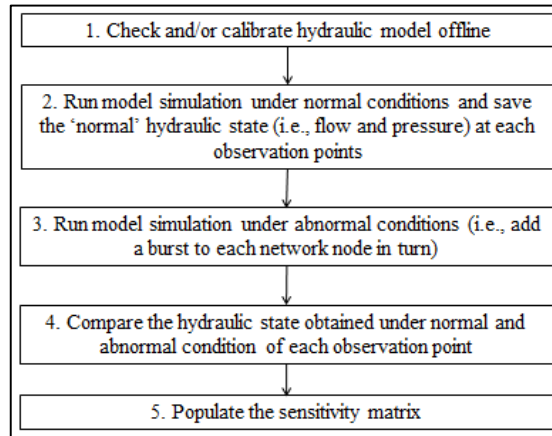 1. Check and/or calibrate hydraulic model offline
2. Run model simulation under normal conditions and save
the ‘normal’ hydraulic state (i.e., flow and pressure) at each
observation points
3. Run model simulation under abnormal conditions (i.e., add
a burst to each network node in turn)
4. Compare the hydraulic state obtained under normal and
abnormal condition of each observation point
5. Populate the sensitivity matrix